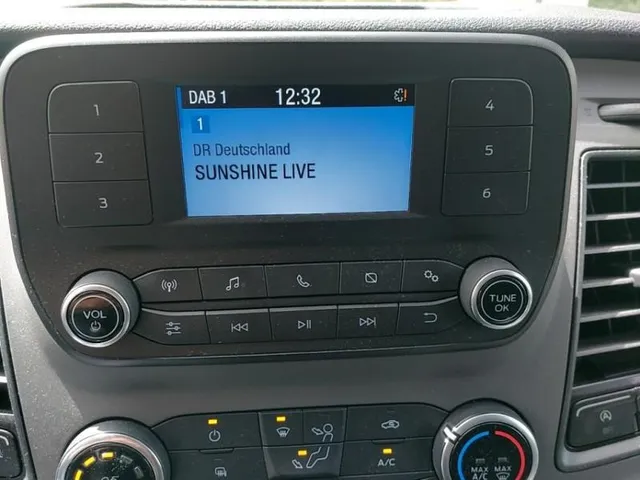 DAB 1 12:32
1
DR Deutschland
SUNSHINE LIVE
1
2
3
4
5
6
VOL
TUNE
OK
A/C
MAX
A/C
MAX